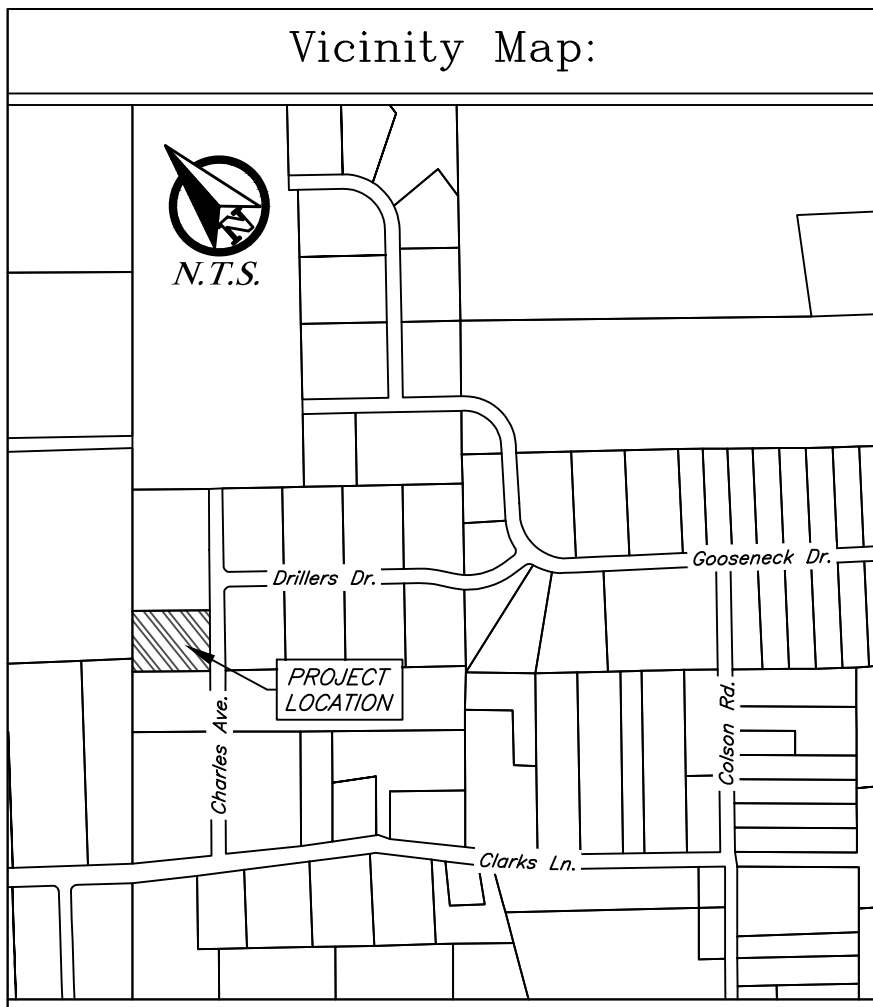 Vicinity Map:
N
N.T.S.
Gooseneck Dr.
Drillers Dr.
PROJECT
LOCATION
Charles Ave.
Colson Rd.
Clarks Ln.